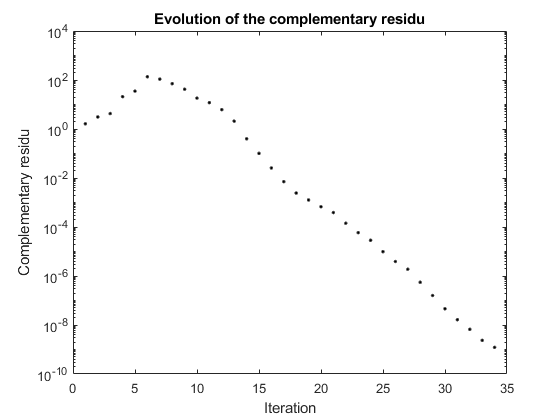 Evolution of the complementary residu
10^4
10^2
10^0
10^-2
10^-4
10^-6
10^-8
10^-10
Complementary residu
0 5 10 15 20 25 30 35
Iteration